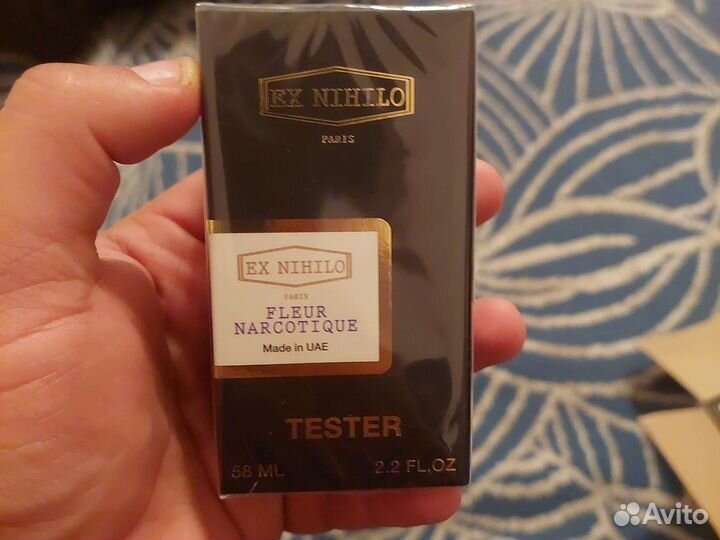 EX NIHILO
PARIS
EX NIHILO
PARIS
FLEUR
NARCOTIQUE
Made in UAE
TESTER
58 ML 2.2 FL.OZ
Avito